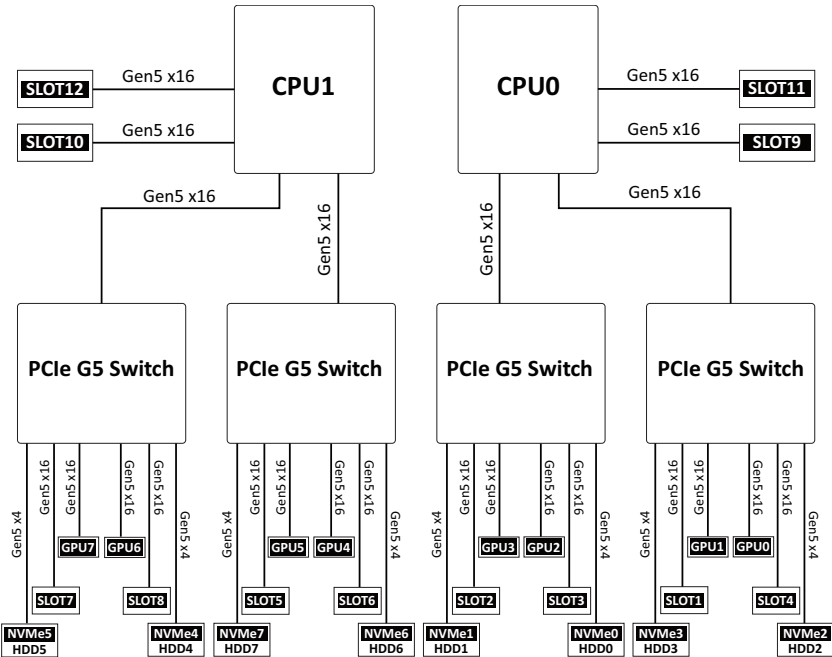 CPU1
CPU0
Gen5 x16
SLOT12
Gen5 x16
SLOT11
Gen5 x16
SLOT10
Gen5 x16
SLOT9
Gen5 x16
Gen5 x16
Gen5 x16
Gen5 x16
PCIe G5 Switch
PCIe G5 Switch
PCIe G5 Switch
PCIe G5 Switch
Gen5 x4
Gen5 x16
Gen5 x16
Gen5 x16
Gen5 x16
Gen5 x4
Gen5 x4
Gen5 x16
Gen5 x16
Gen5 x16
Gen5 x16
Gen5 x4
Gen5 x4
Gen5 x16
Gen5 x16
Gen5 x16
Gen5 x16
Gen5 x4
Gen5 x4
Gen5 x16
Gen5 x16
Gen5 x16
Gen5 x16
Gen5 x4
GPU7
GPU6
GPU5
GPU4
GPU3
GPU2
GPU1
GPU0
SLOT7
SLOT8
SLOT5
SLOT6
SLOT2
SLOT3
SLOT1
SLOT4
NVMe5
HDD5
NVMe4
HDD4
NVMe7
HDD7
NVMe6
HDD6
NVMe1
HDD1
NVMe0
HDD0
NVMe3
HDD3
NVMe2
HDD2